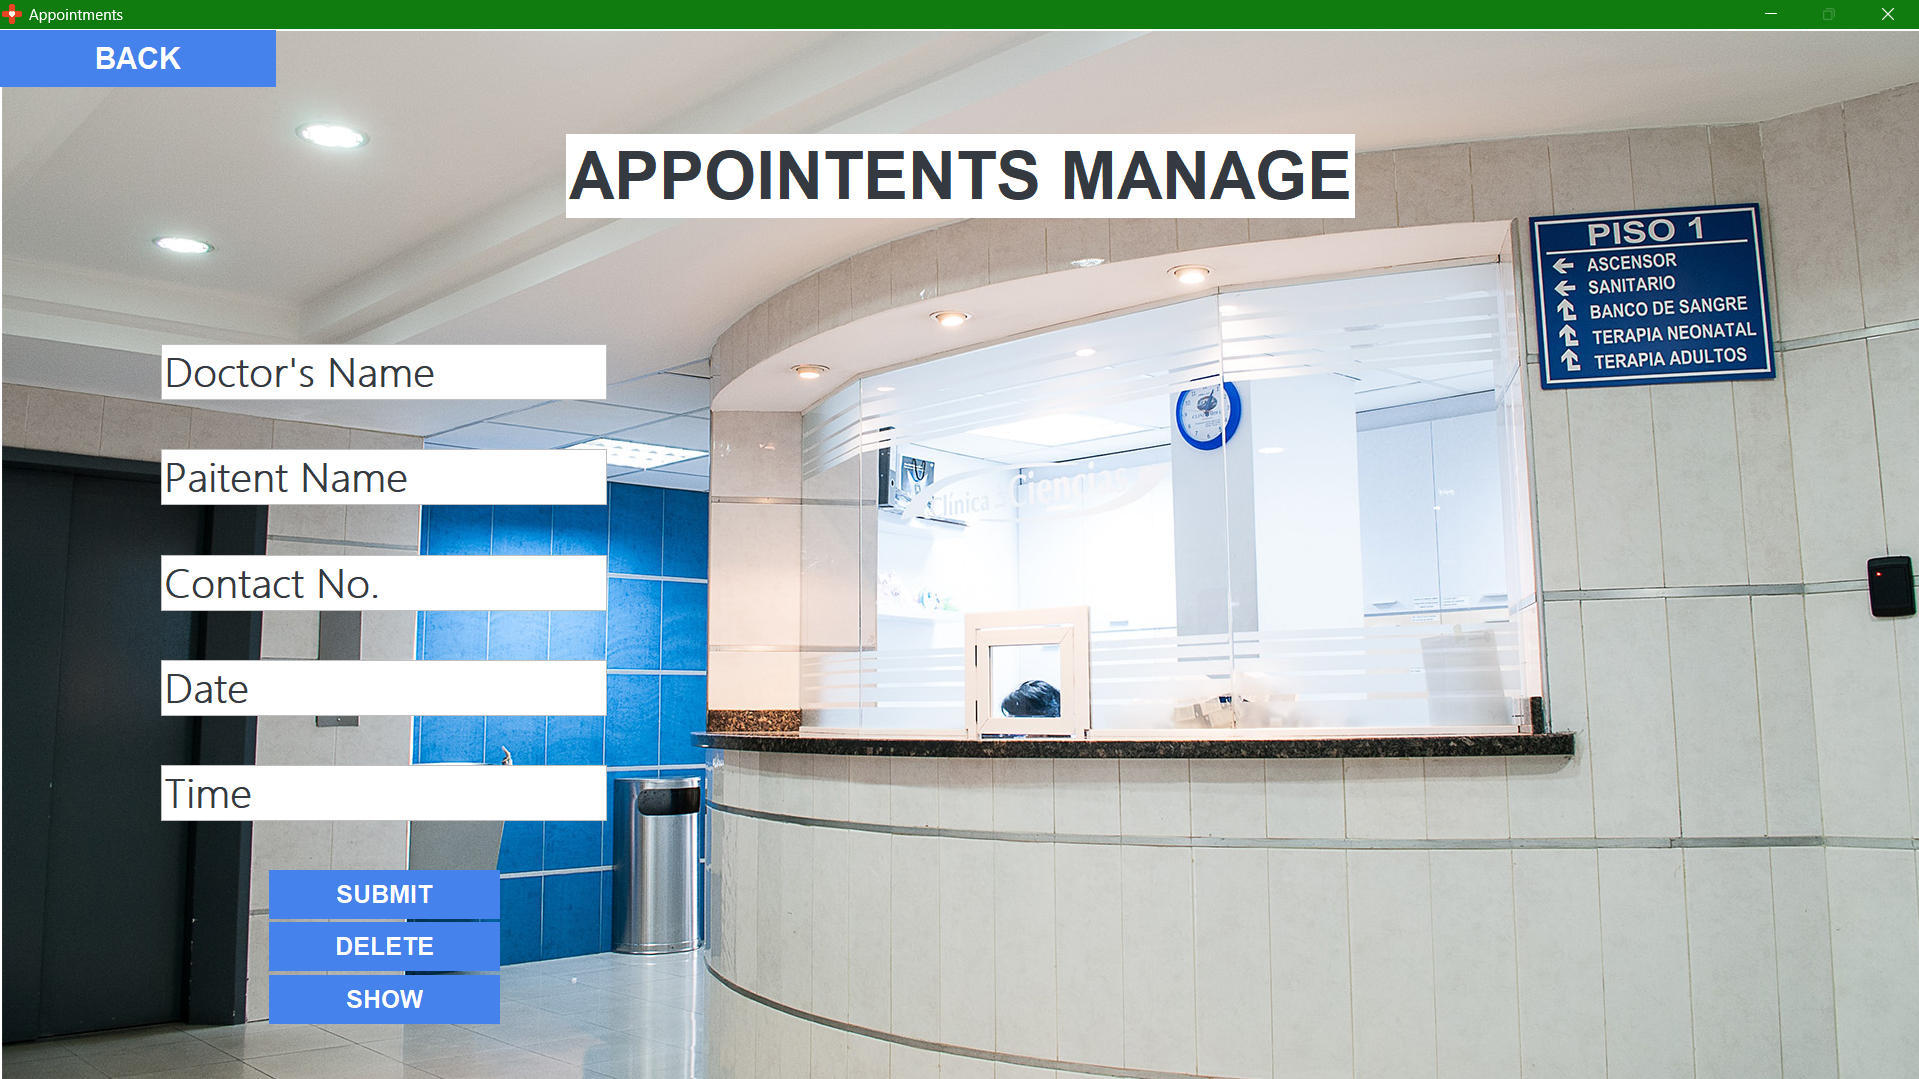 Appointments
BACK
APPOINTENTS MANAGE
PISO 1
ASCENSOR
SANITARIO
BANCO DE SANGRE
TERAPIA NEONATAL
TERAPIA ADULTOS
Doctor's Name
Paitent Name
Clínica de Ciencias
Contact No.
Date
Time
SUBMIT
DELETE
SHOW